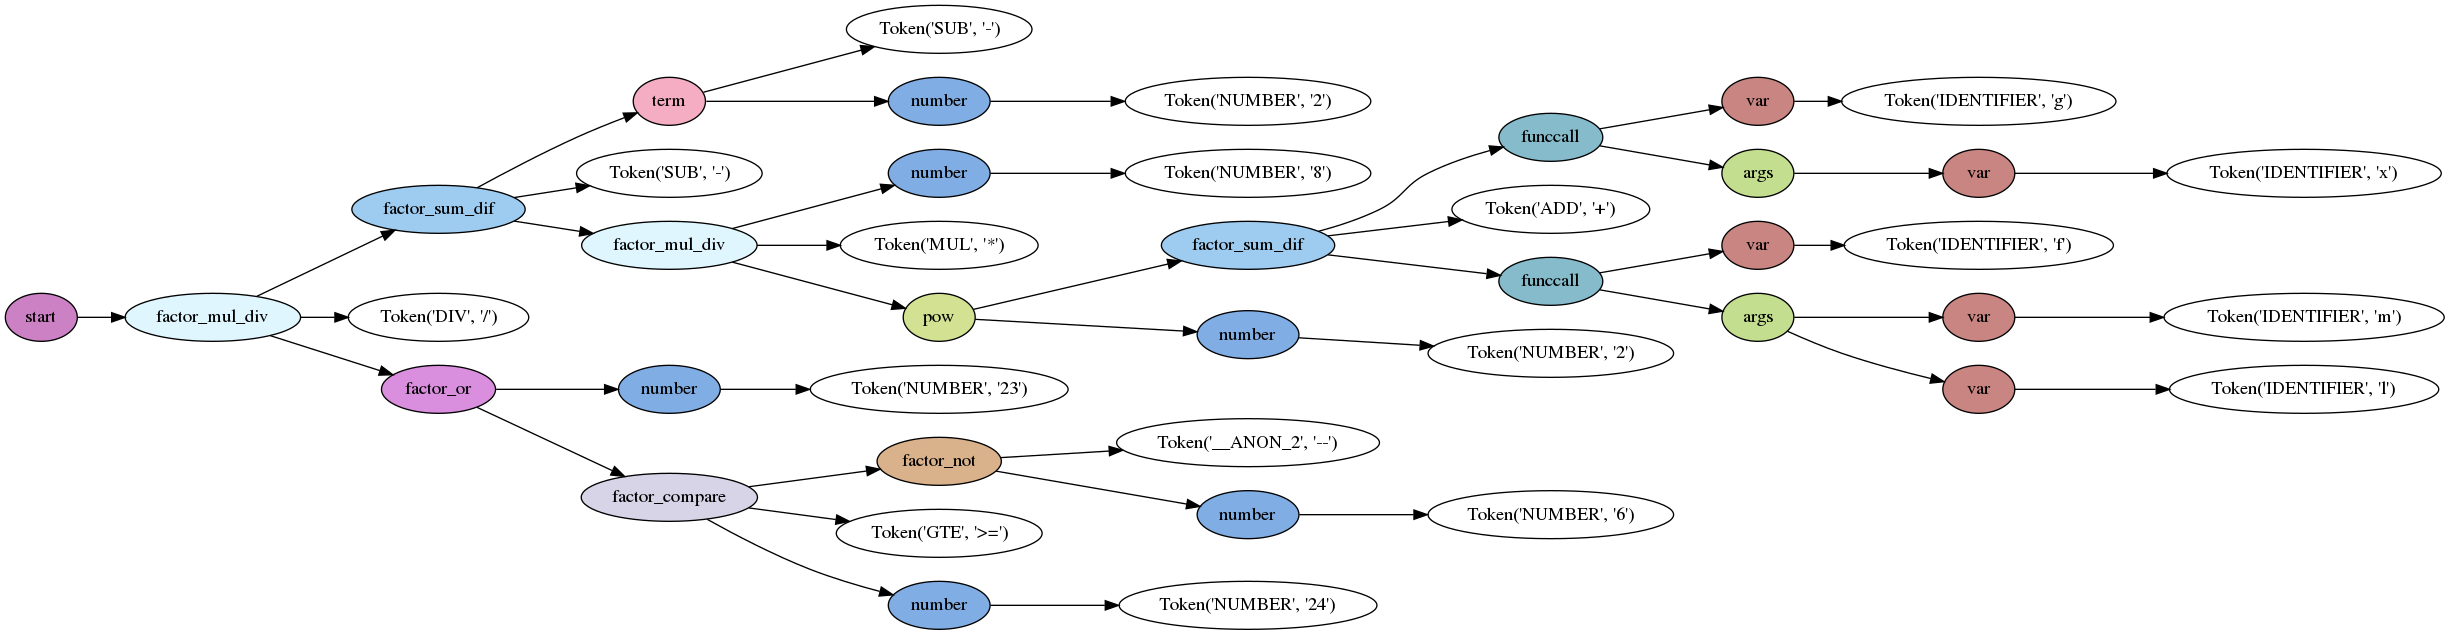 Token('SUB', '-')
term
number
Token('NUMBER', '2')
var
Token('IDENTIFIER', 'g')
funccall
Token('SUB', '-')
number
Token('NUMBER', '8')
args
var
Token('IDENTIFIER', 'x')
factor_sum_dif
Token('ADD', '+')
factor_mul_div
Token('MUL', '*')
factor_sum_dif
var
Token('IDENTIFIER', 'f')
funccall
start
factor_mul_div
Token('DIV', '/')
pow
args
var
Token('IDENTIFIER', 'm')
number
Token('NUMBER', '2')
factor_or
number
Token('NUMBER', '23')
var
Token('IDENTIFIER', 'l')
Token('__ANON_2', '--')
factor_not
factor_compare
number
Token('NUMBER', '6')
Token('GTE', '>=')
number
Token('NUMBER', '24')